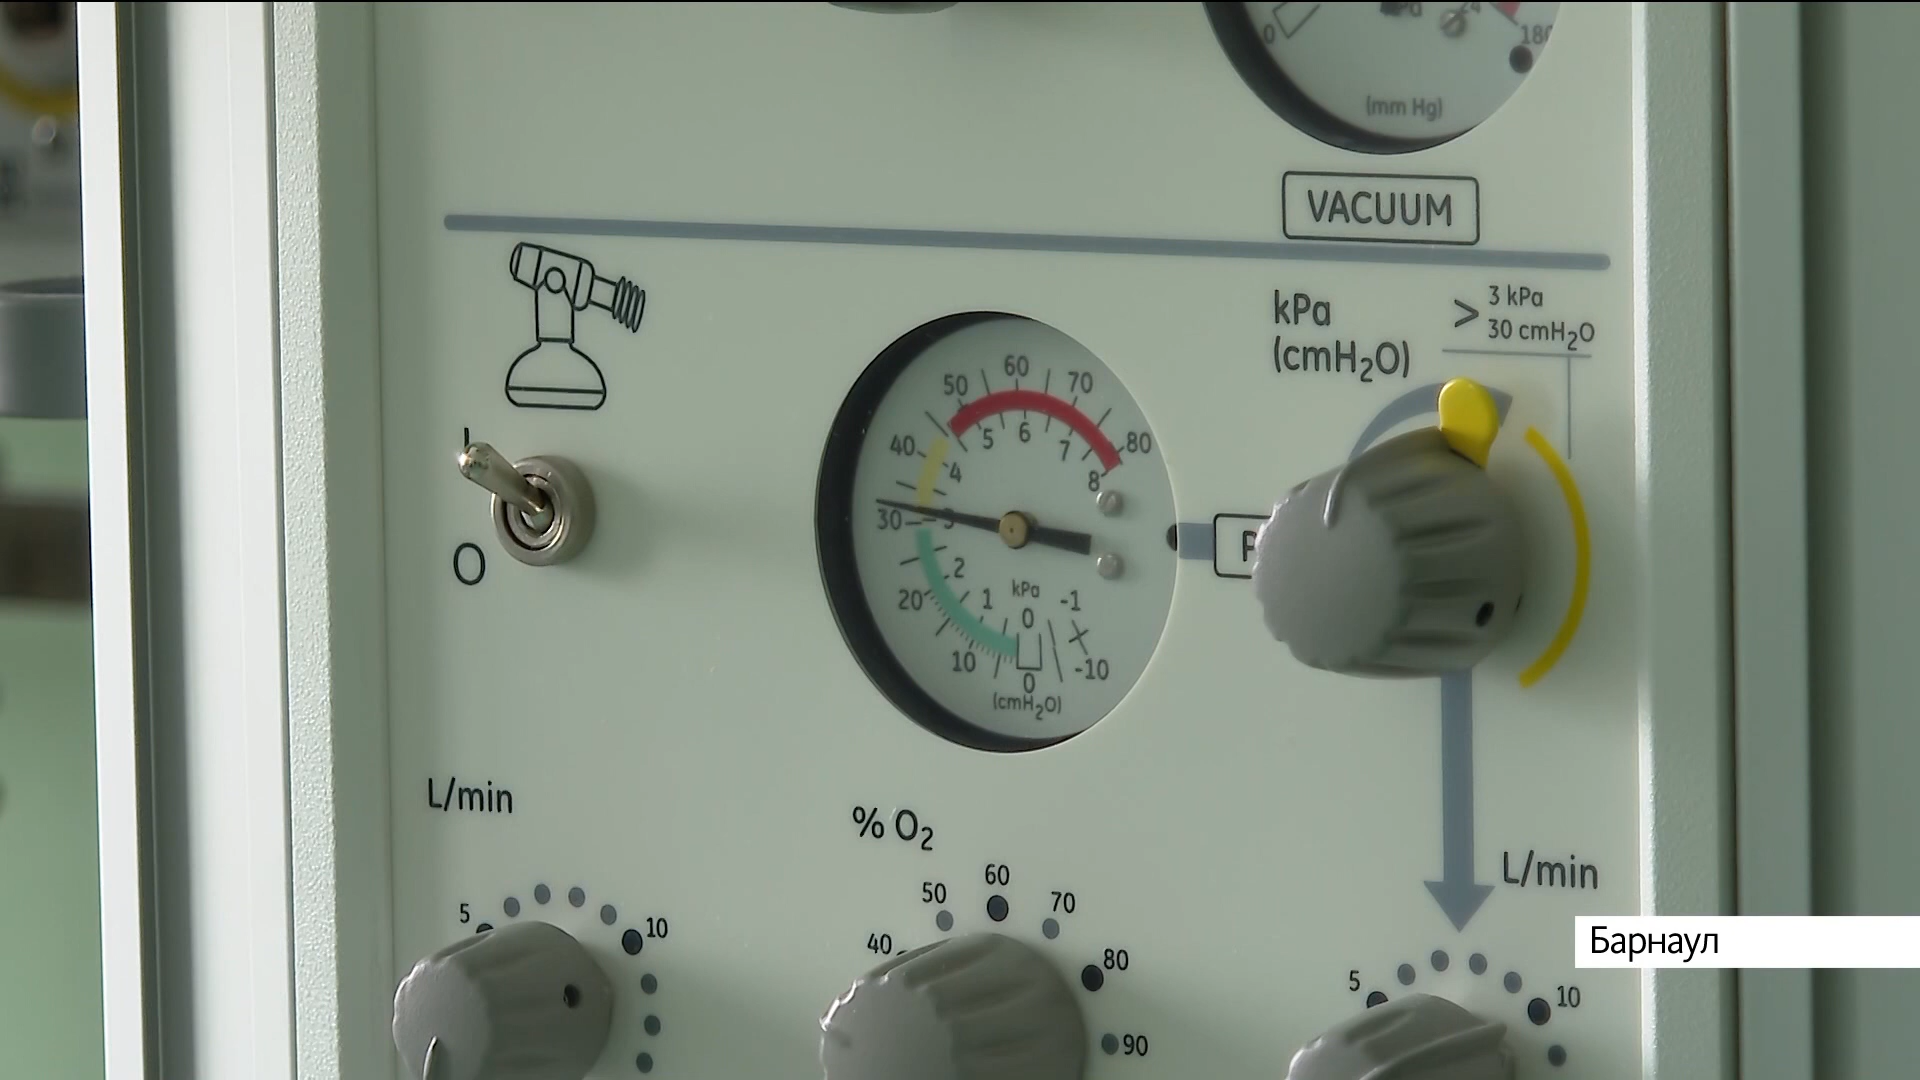 0
180
(mm Hg)
VACUUM
kPa
(cmH₂O)
> 3 kPa
30 cmH₂O
60
50
70
40
80
5
6
7
4
8
30
3
2
20
1
kPa
-1
0
10
-10
0
(cmH₂O)
I
O
L/min
% O₂
L/min
5
10
40
50
60
70
80
90
5
10
Барнаул